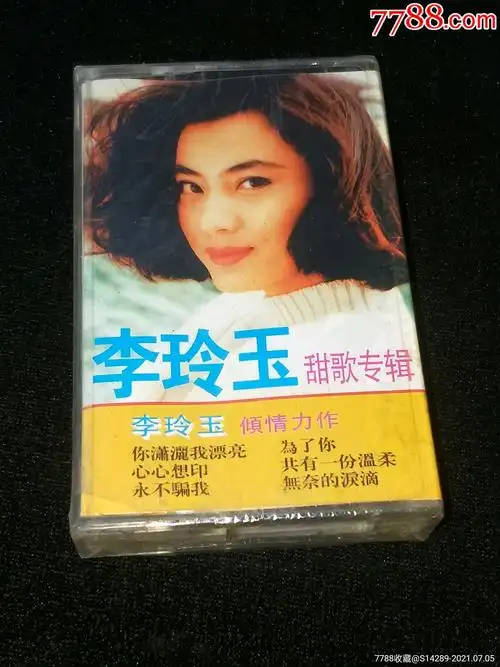 7788.com
李玲玉 甜歌专辑
李玲玉 傾情力作
你瀟灑我漂亮 為了你
心心想印 共有一份溫柔
永不騙我 無奈的淚滴
7788收藏@S14289-2021.07.05